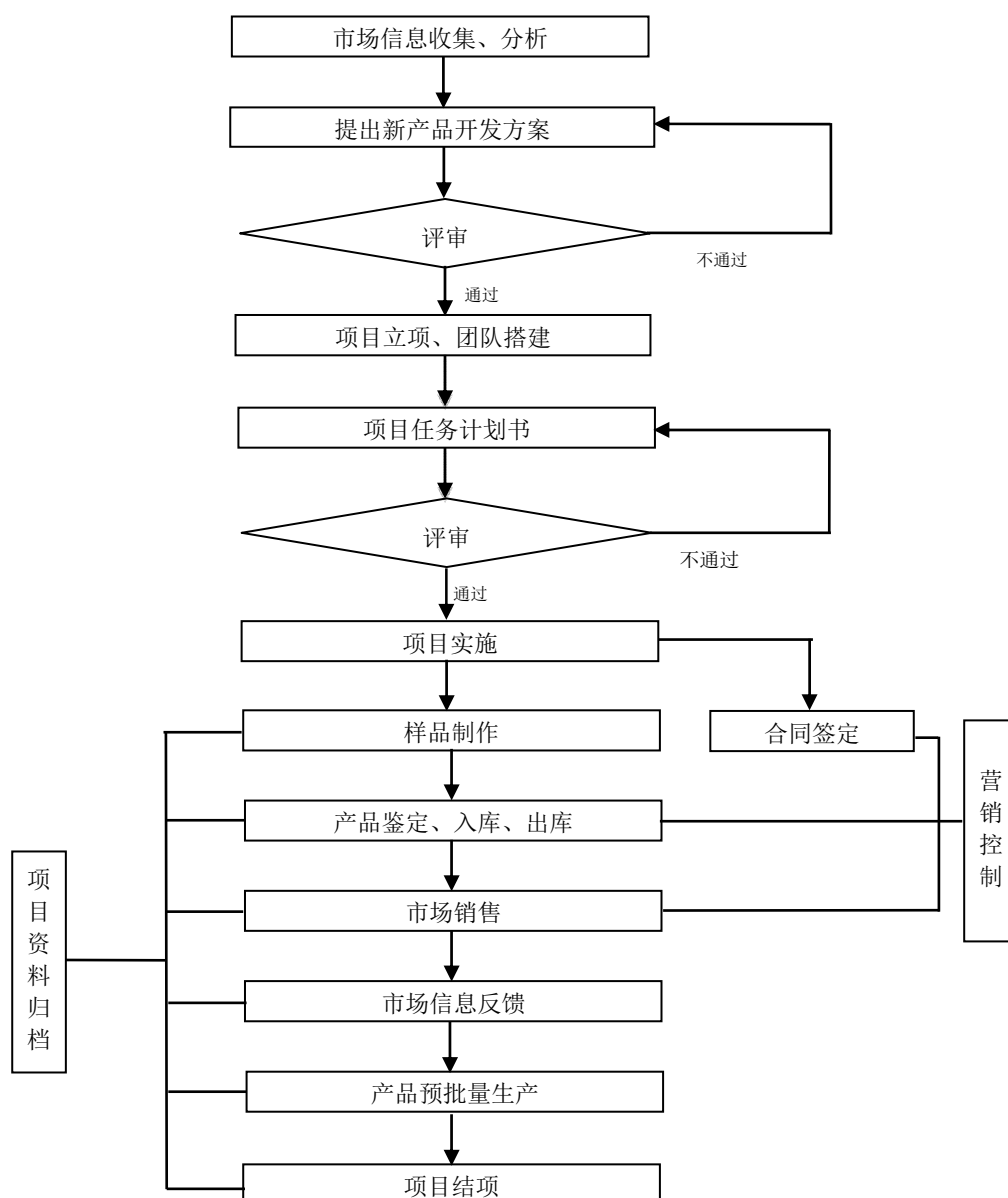 市场信息收集、分析
提出新产品开发方案
评审
不通过
通过
项目立项、团队搭建
项目任务计划书
评审
不通过
通过
项目实施
样品制作
合同签定
营销控制
产品鉴定、入库、出库
项目资料归档
市场销售
市场信息反馈
产品预批量生产
项目结项